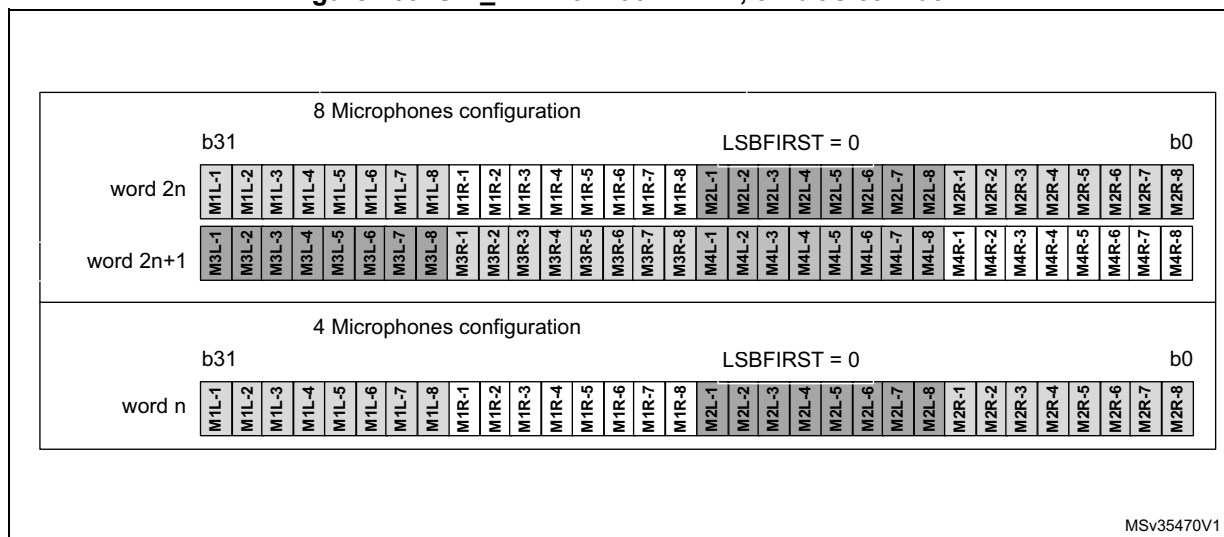 8 Microphones configuration
b31 LSBFIRST = 0 b0
word 2n M1L-1 M1L-2 M1L-3 M1L-4 M1L-5 M1L-6 M1L-7 M1L-8 M1R-1 M1R-2 M1R-3 M1R-4 M1R-5 M1R-6 M1R-7 M1R-8 M2L-1 M2L-2 M2L-3 M2L-4 M2L-5 M2L-6 M2L-7 M2L-8 M2R-1 M2R-2 M2R-3 M2R-4 M2R-5 M2R-6 M2R-7 M2R-8
word 2n+1 M3L-1 M3L-2 M3L-3 M3L-4 M3L-5 M3L-6 M3L-7 M3L-8 M3R-1 M3R-2 M3R-3 M3R-4 M3R-5 M3R-6 M3R-7 M3R-8 M4L-1 M4L-2 M4L-3 M4L-4 M4L-5 M4L-6 M4L-7 M4L-8 M4R-1 M4R-2 M4R-3 M4R-4 M4R-5 M4R-6 M4R-7 M4R-8
4 Microphones configuration
b31 LSBFIRST = 0 b0
word n M1L-1 M1L-2 M1L-3 M1L-4 M1L-5 M1L-6 M1L-7 M1L-8 M1R-1 M1R-2 M1R-3 M1R-4 M1R-5 M1R-6 M1R-7 M1R-8 M2L-1 M2L-2 M2L-3 M2L-4 M2L-5 M2L-6 M2L-7 M2L-8 M2R-1 M2R-2 M2R-3 M2R-4 M2R-5 M2R-6 M2R-7 M2R-8
MSv35470V1